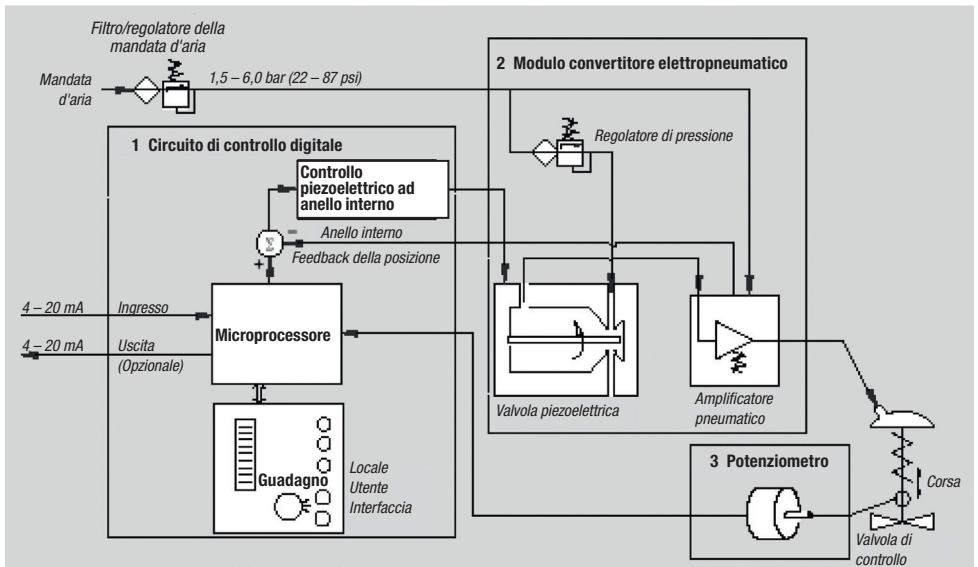 Filtro/regolatore della
mandata d'aria
Mandata
d'aria
1,5 – 6,0 bar (22 – 87 psi)
2 Modulo convertitore elettropneumatico
Regolatore di pressione
1 Circuito di controllo digitale
Controllo
piezoelettrico ad
anello interno
Σ
–
+
Anello interno
Feedback della posizione
4 – 20 mA
Ingresso
Microprocessore
4 – 20 mA
Uscita
(Opzionale)
Valvola piezoelettrica
Amplificatore
pneumatico
Guadagno
Locale
Utente
Interfaccia
3 Potenziometro
Corsa
Valvola di
controllo